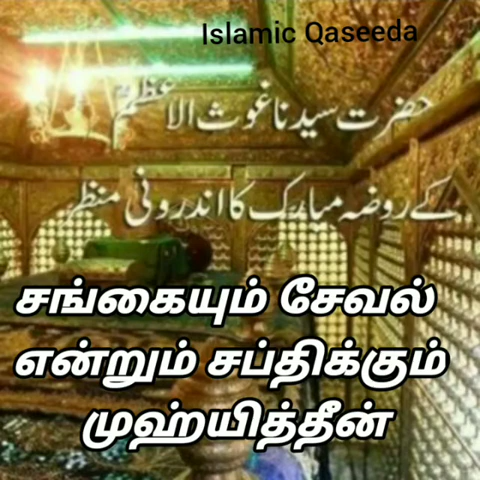 Islamic Qaseeda
حضرت سیدنا غوث الاعظم
کے روضہ مبارک کا اندرونی منظر
சங்கையும் சேவல்
என்றும் சப்திக்கும்
முஹ்யித்தீன்